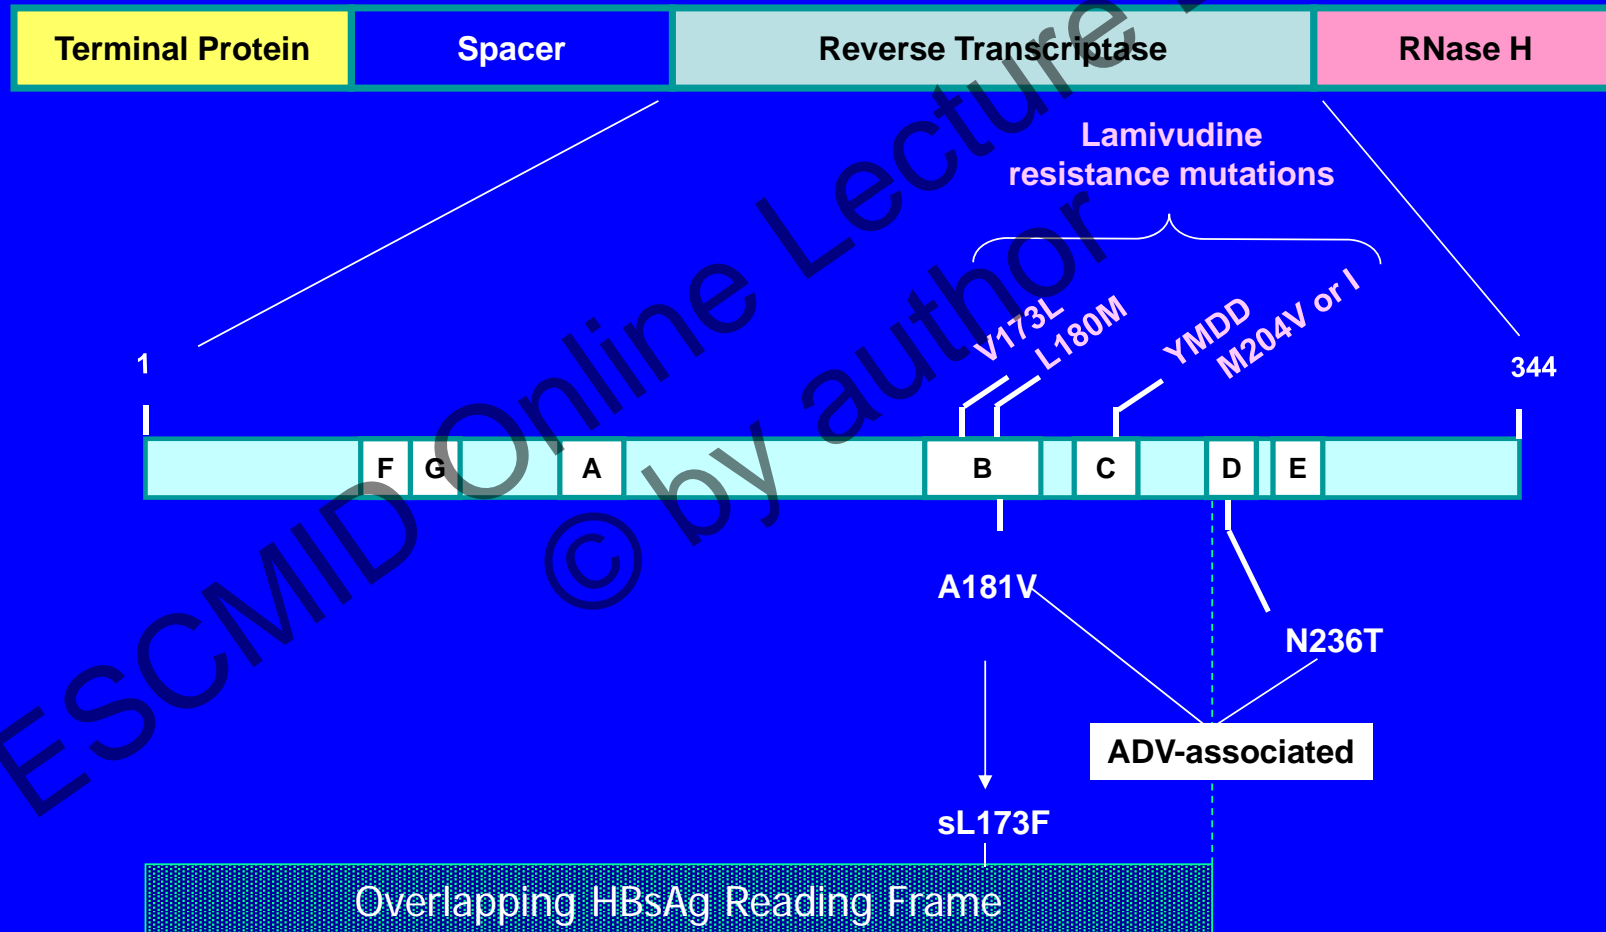 Terminal Protein
Spacer
Reverse Transcriptase
RNase H
Lamivudine
resistance mutations
V173L
L180M
YMDD
M204V or I
1
344
F
G
A
B
C
D
E
A181V
N236T
ADV-associated
sL173F
Overlapping HBsAg Reading Frame
ESCMID Online Lecture
© by author